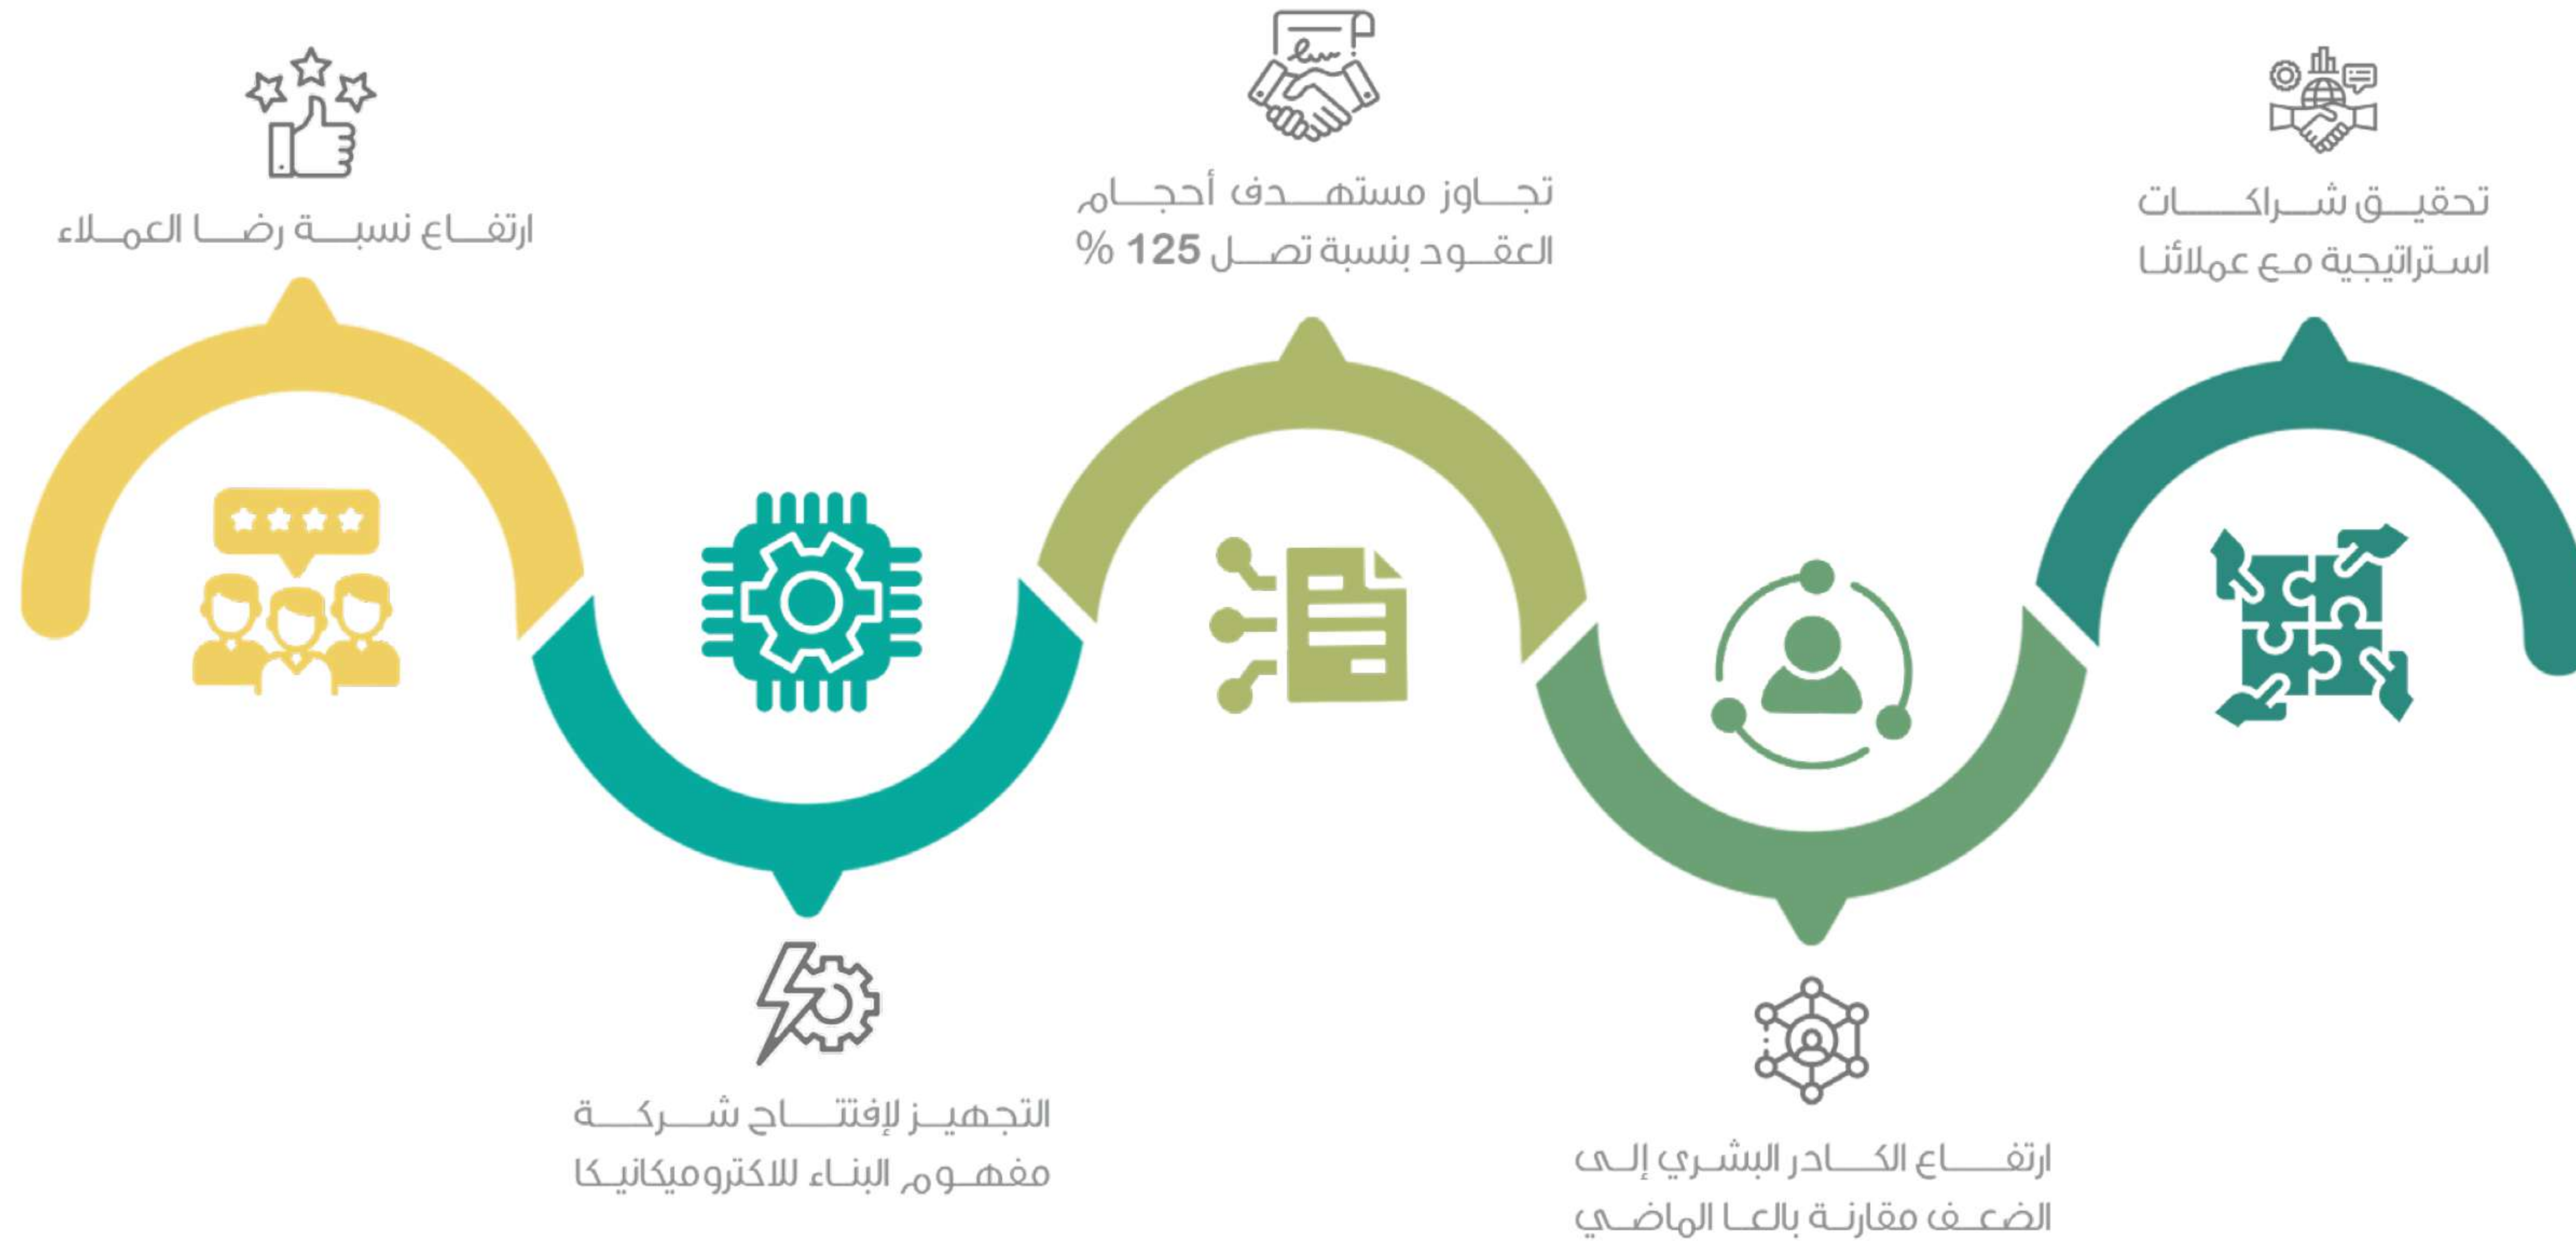 تحقيق شراكات
استراتيجية مع عملائنا
ارتفاع الكادر البشري إلى
الضعف مقارنة بالعا الماضي
تجاوز مستهدف أحجام
العقود بنسبة تصل 125 %
التجهيز لإفتتاح شركة
مفهوم البناء للاكتروميكانيكا
ارتفاع نسبة رضا العملاء